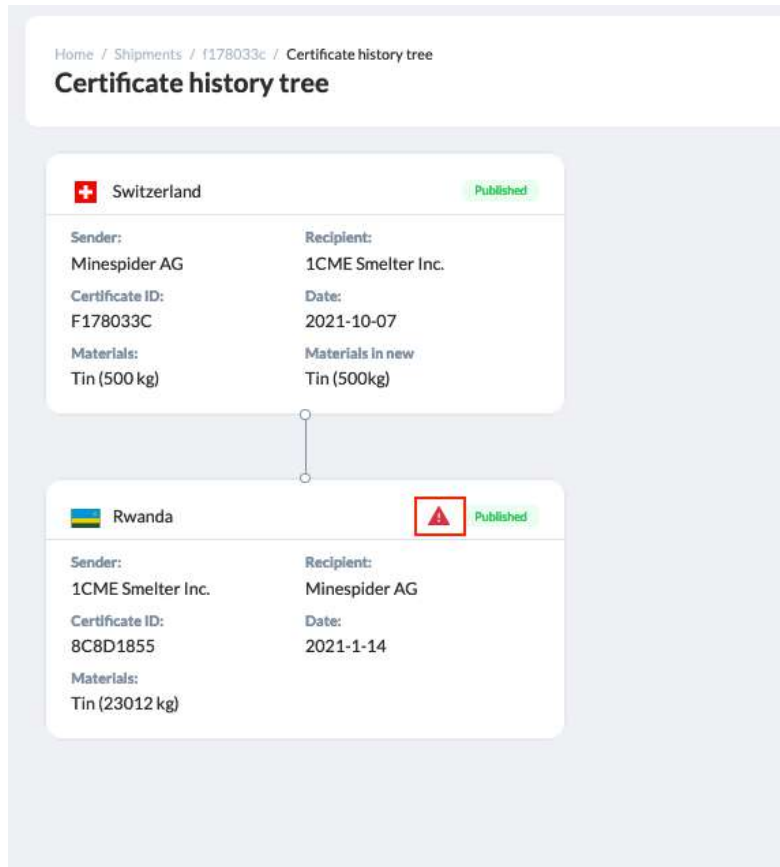 Home / Shipments / f178033c / Certificate history tree
Certificate history tree
Switzerland
Published
Sender:
Recipient:
Minespider AG
1CME Smelter Inc.
Certificate ID:
Date:
F178033C
2021-10-07
Materials:
Materials in new
Tin (500 kg)
Tin (500kg)
Rwanda
Published
Sender:
Recipient:
1CME Smelter Inc.
Minespider AG
Certificate ID:
Date:
8C8D1855
2021-1-14
Materials:
Tin (23012 kg)